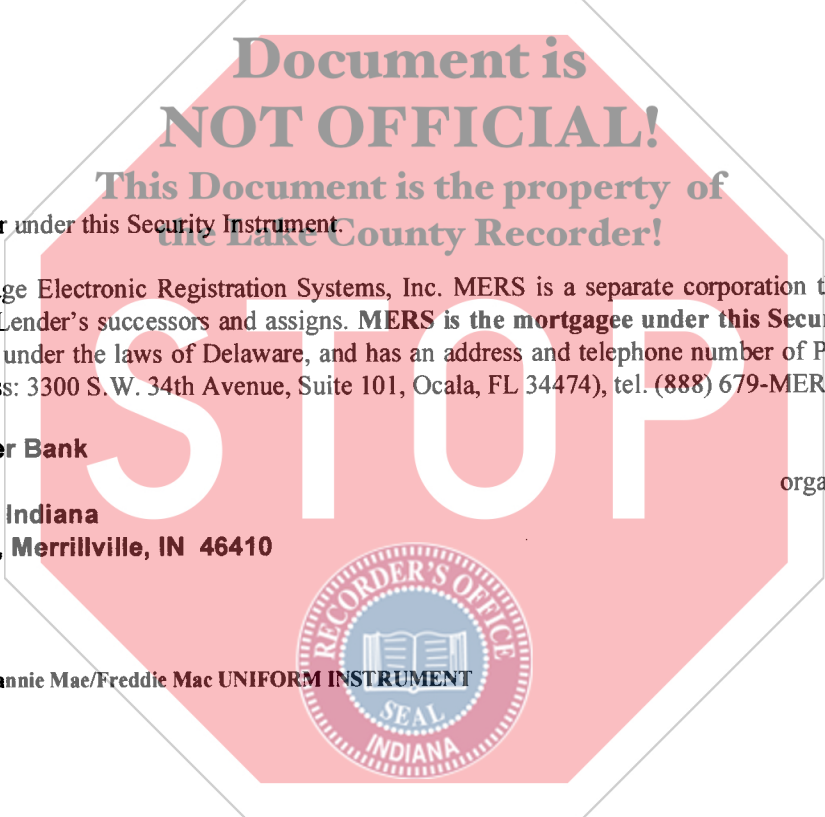 Document is
NOT OFFICIAL!
This Document is the property of
the Lake County Recorder!
r under this Security Instrument.
ge Electronic Registration Systems, Inc. MERS is a separate corporation t
Lender's successors and assigns. MERS is the mortgagee under this Secu
under the laws of Delaware, and has an address and telephone number of P
ss: 3300 S.W. 34th Avenue, Suite 101, Ocala, FL 34474), tel. (888) 679-MER
STOP
er Bank
orga
Indiana
, Merrillville, IN 46410
RECORDER'S OFFICE
SEAL
INDIANA
annie Mae/Freddie Mac UNIFORM INSTRUMENT